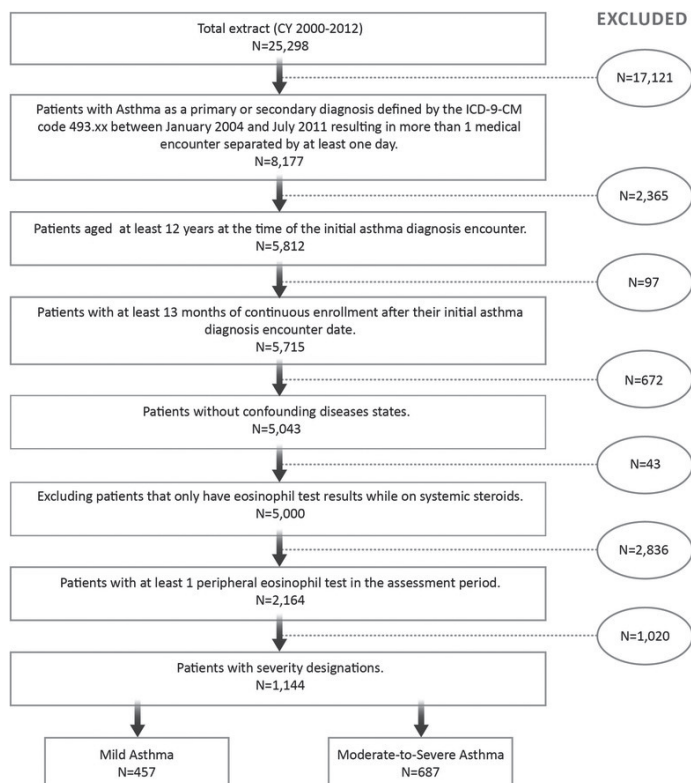 EXCLUDED
Total extract (CY 2000-2012)
N=25,298
N=17,121
Patients with Asthma as a primary or secondary diagnosis defined by the ICD-9-CM
code 493.xx between January 2004 and July 2011 resulting in more than 1 medical
encounter separated by at least one day.
N=8,177
N=2,365
Patients aged at least 12 years at the time of the initial asthma diagnosis encounter.
N=5,812
N=97
Patients with at least 13 months of continuous enrollment after their initial asthma
diagnosis encounter date.
N=5,715
N=672
Patients without confounding diseases states.
N=5,043
N=43
Excluding patients that only have eosinophil test results while on systemic steroids.
N=5,000
N=2,836
Patients with at least 1 peripheral eosinophil test in the assessment period.
N=2,164
N=1,020
Patients with severity designations.
N=1,144
Mild Asthma
N=457
Moderate-to-Severe Asthma
N=687